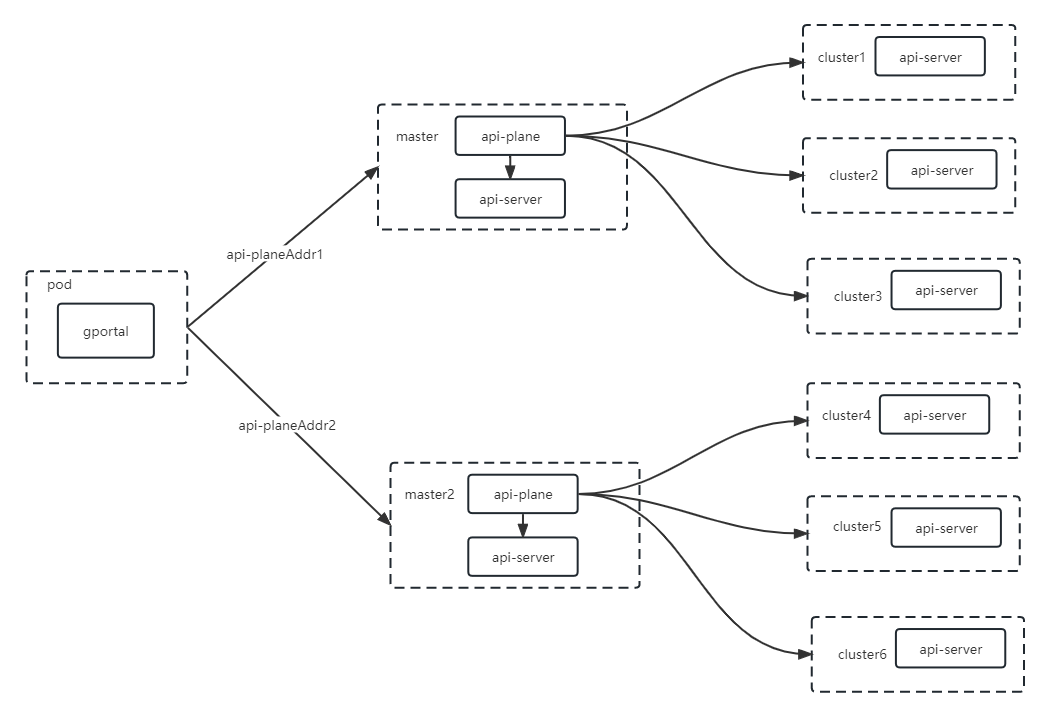 pod
gportal
api-planeAddr1
api-planeAddr2
master
api-plane
api-server
master2
api-plane
api-server
cluster1
api-server
cluster2
api-server
cluster3
api-server
cluster4
api-server
cluster5
api-server
cluster6
api-server